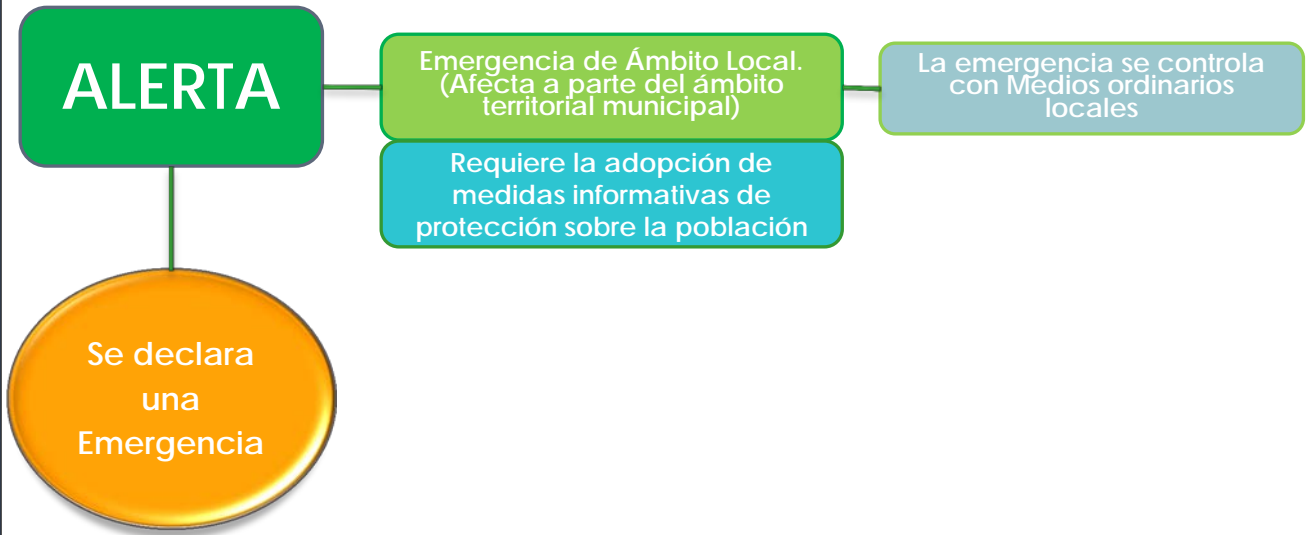 ALERTA
Emergencia de Ámbito Local.
(Afecta a parte del ámbito
territorial municipal)
La emergencia se controla
con Medios ordinarios
locales
Requiere la adopción de
medidas informativas de
protección sobre la población
Se declara
una
Emergencia